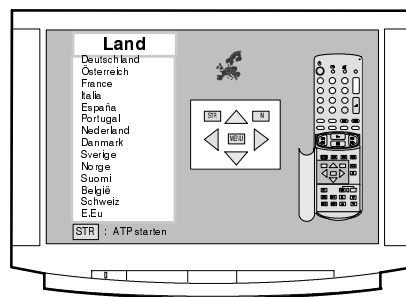 Land
Deutschland
Österreich
France
Italia
España
Portugal
Nederland
Danmark
Sverige
Norge
Suomi
België
Schweiz
E.Eu
STR : ATP starten
STR
MENU